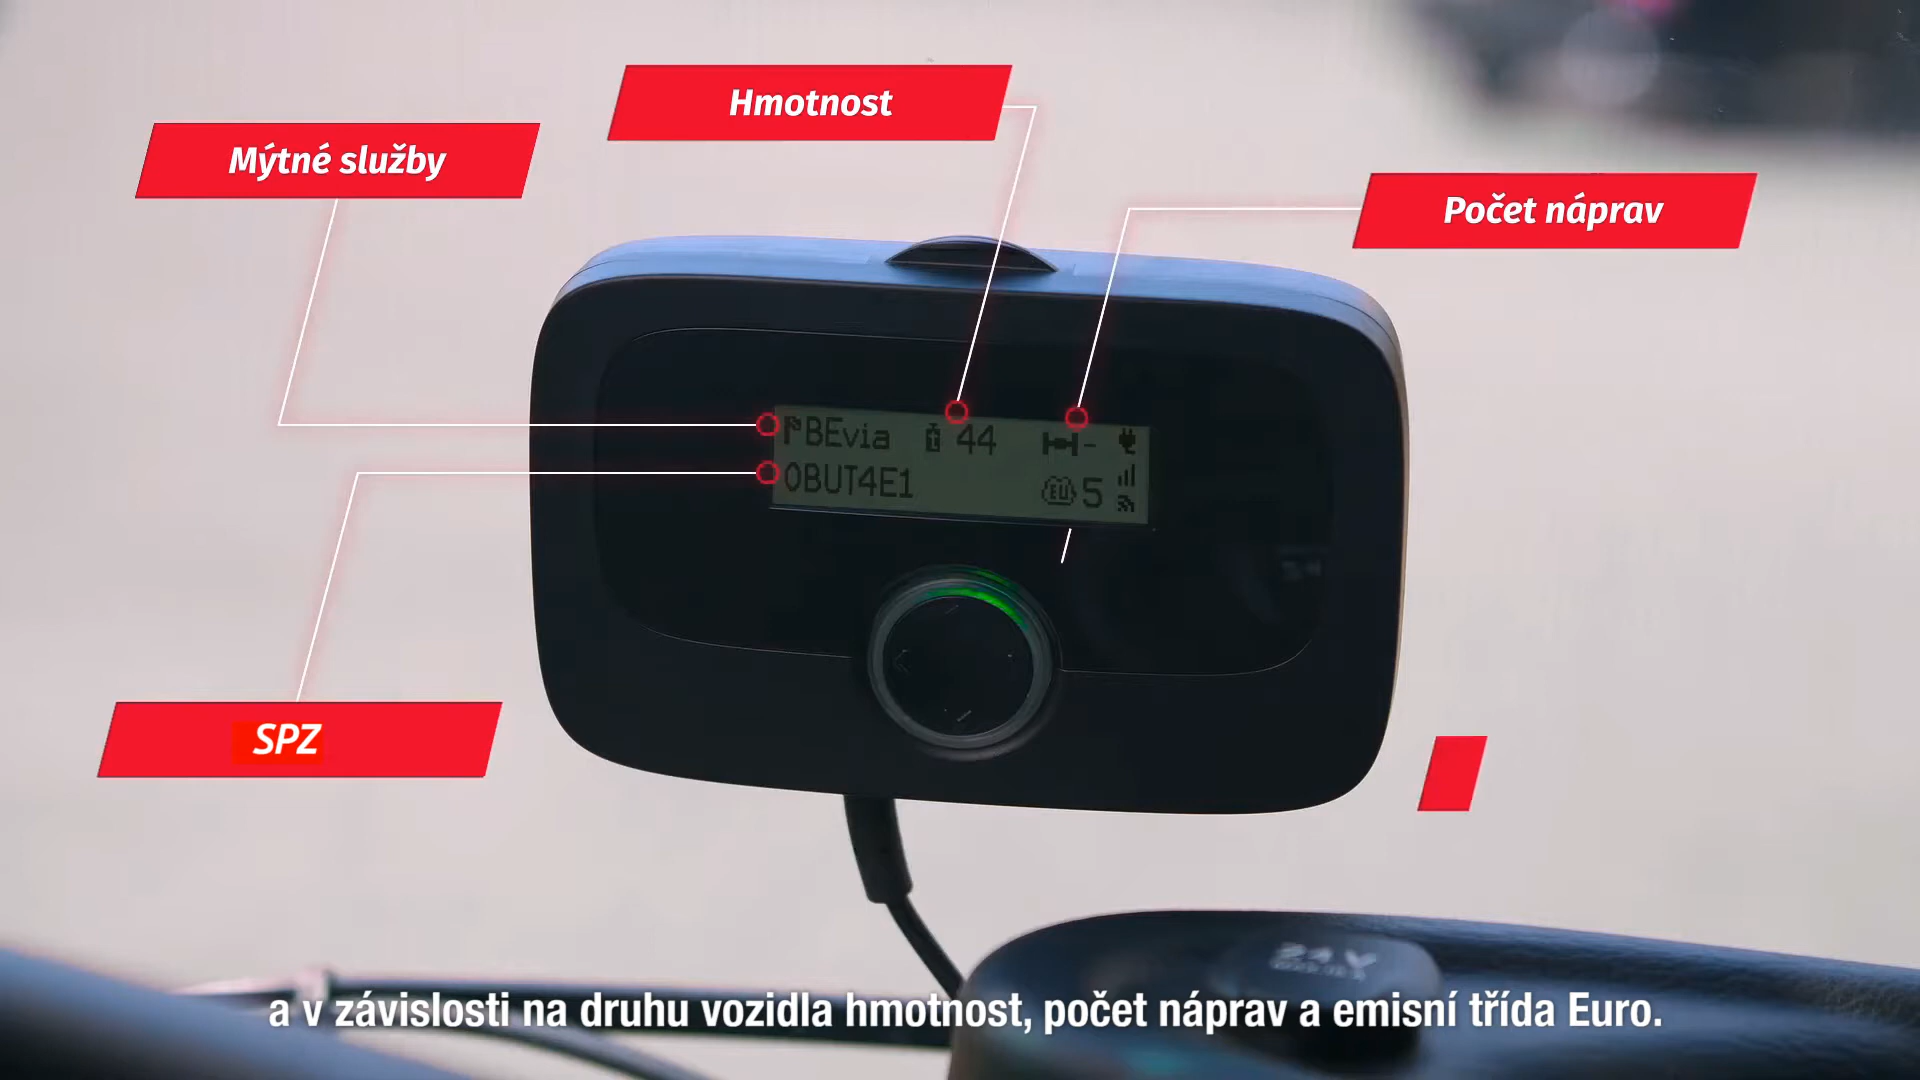 Hmotnost
Mýtné služby
Počet náprav
BEvia t 44 -
OBUT4E1 EU 5
SPZ
24V
a v závislosti na druhu vozidla hmotnost, počet náprav a emisní třída Euro.